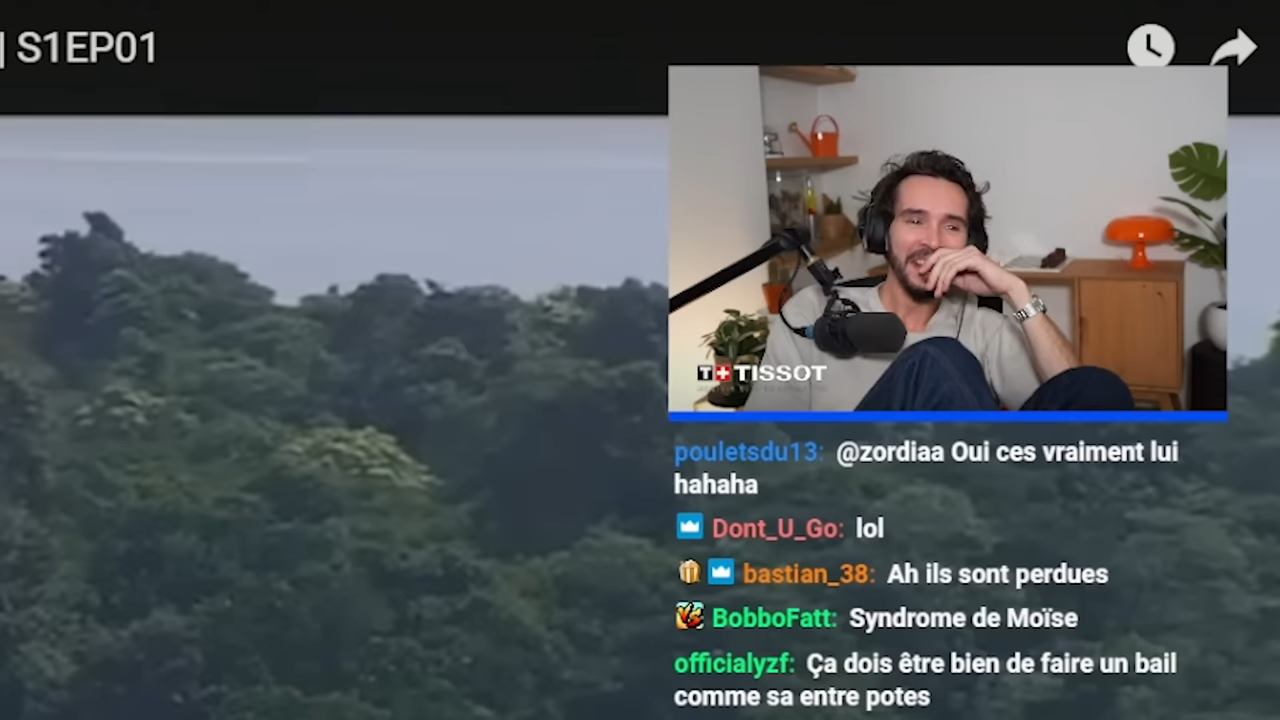 | S1EP01
T+TISSOT
pouletsdu13: @zordiaa Oui ces vraiment lui
hahaha
Dont_U_Go: lol
bastian_38: Ah ils sont perdues
BobboFatt: Syndrome de Moïse
officialyzf: Ça dois être bien de faire un bail
comme sa entre potes